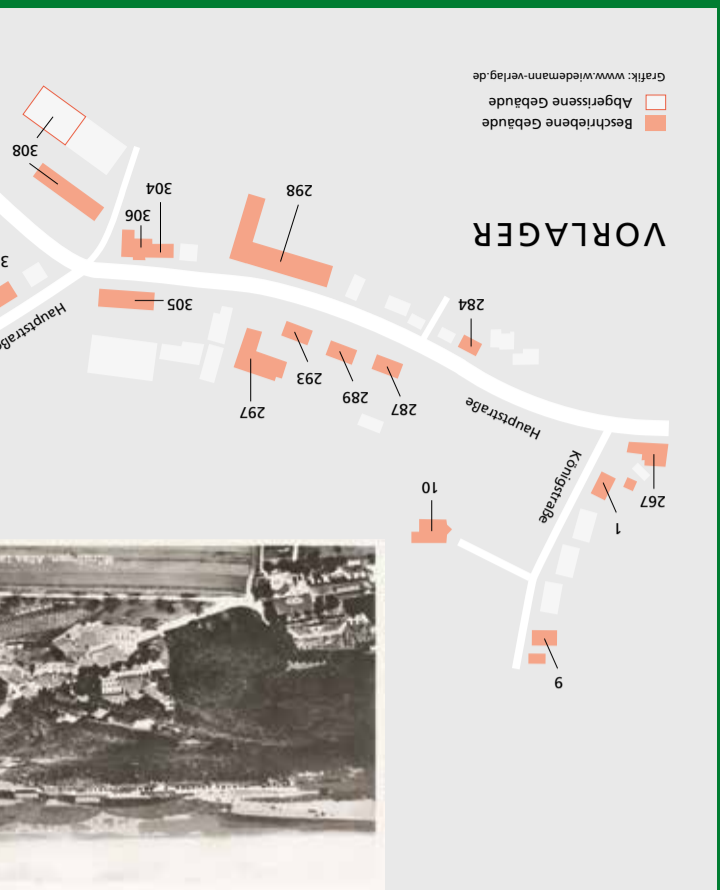 9
267
1
10
Königstraße
Hauptstraße
287
289
293
297
284
305
Hauptstraße
298
306
304
308
3
VORLAGER
Beschriebene Gebäude
Abgerissene Gebäude
Grafik: www.wiedemann-verlag.de